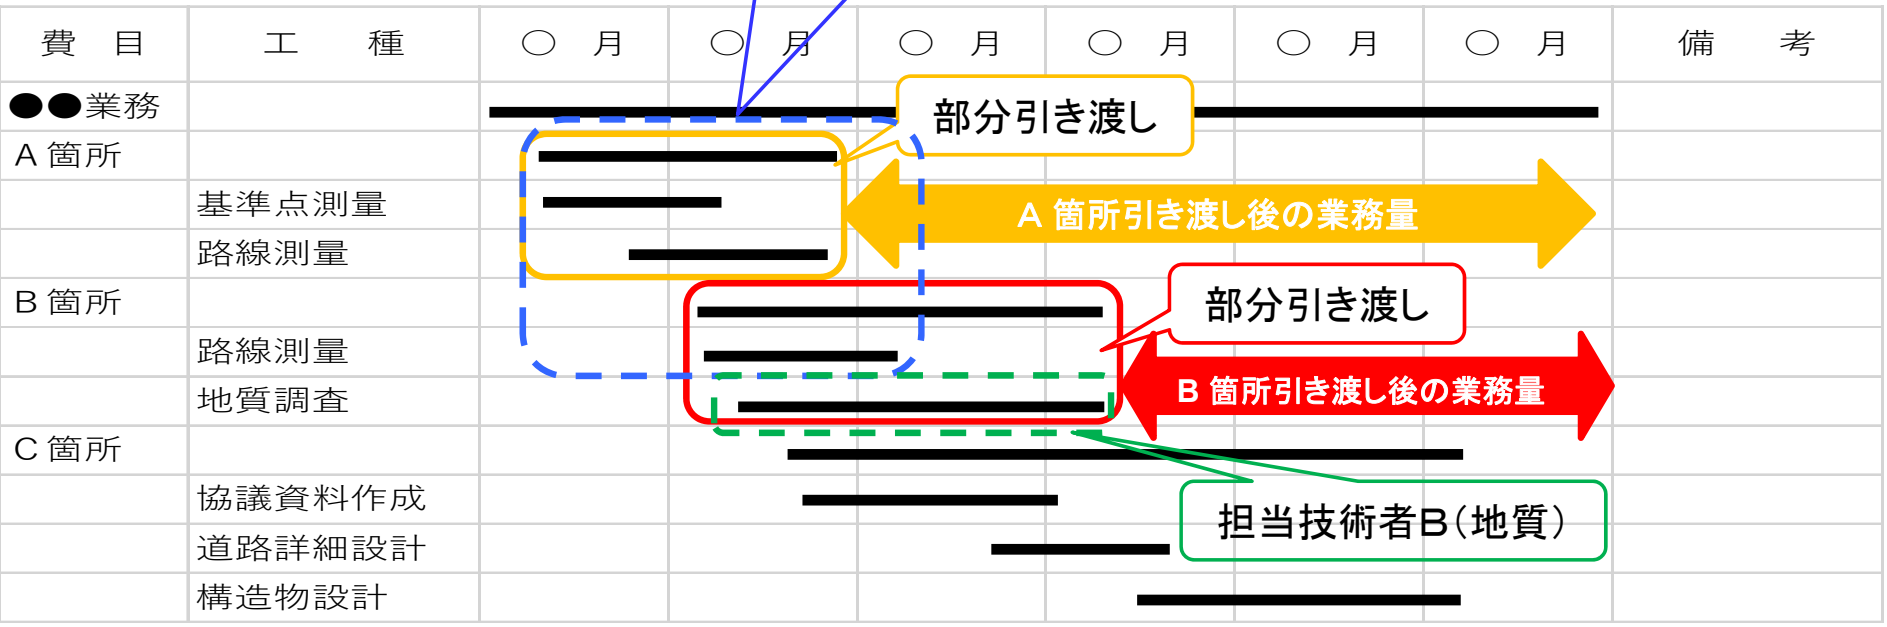 費　目　工　　種　○　月　○　月　○　月　○　月　○　月　○　月　備　　考
●●業務
部分引き渡し
A 箇所
基準点測量
A 箇所引き渡し後の業務量
路線測量
B 箇所
部分引き渡し
路線測量
B 箇所引き渡し後の業務量
地質調査
C 箇所
協議資料作成
担当技術者B（地質）
道路詳細設計
構造物設計